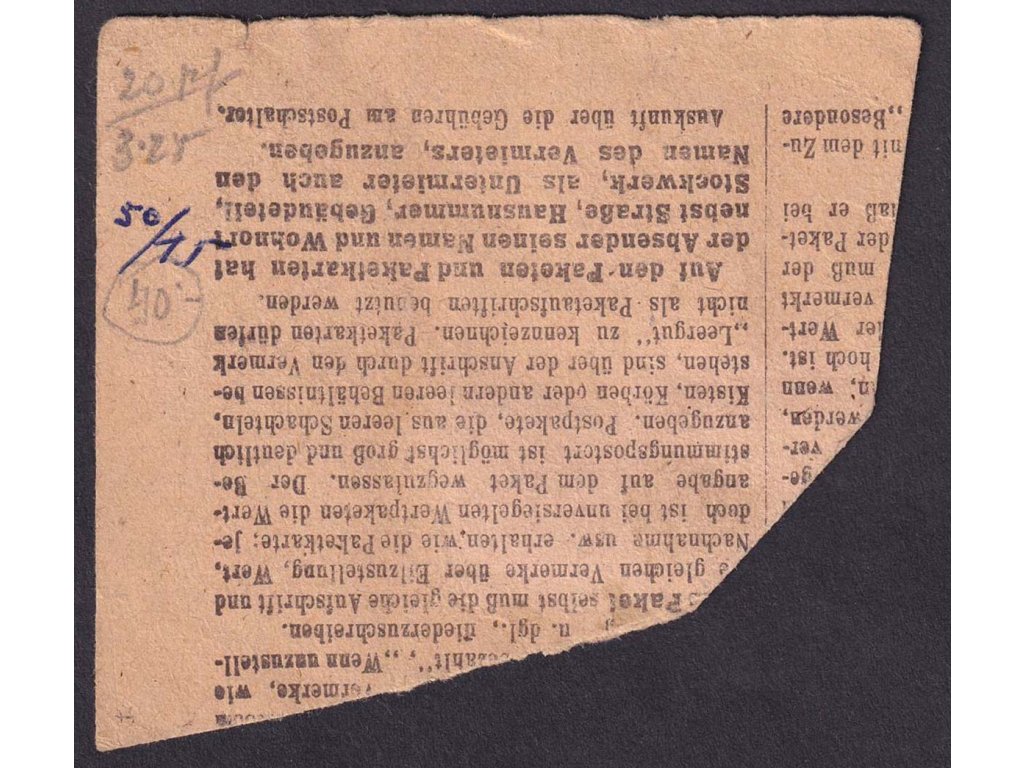 20 Pf
3.25
50/45
40.-
Vermerke, wie
bezahlt", „Wenn unzustell-
u. dgl., niederzuschreiben.
Paket selbst muß die gleiche Aufschrift und
gleichen Vermerke über Eilzustellung, Wert,
Nachnahme usw. erhalten, wie die Paketkarte; je-
doch ist bei unversiegelten Wertpaketen die Wert-
angabe auf dem Paket wegzulassen. Der Be-
stimmungspostort ist möglichst groß und deutlich
anzugeben. Postpakete, die aus leeren Schachteln,
Kisten, Körben oder andern leeren Behältnissen be-
stehen, sind über der Anschrift durch den Vermerk
„Leergut" zu kennzeichnen. Paketkarten dürfen
nicht als Paketaufschriften benutzt werden.
Auf den Paketen und Paketkarten hat
der Absender seinen Namen und Wohnort
nebst Straße, Hausnummer, Gebäudeteil,
Stockwerk, als Untermieter auch den
Namen des Vermieters, anzugeben.
Auskunft über die Gebühren am Postschalter.
ge-
ver-
werden,
wenn
noch ist.
der Wert-
vermerkt
muß der
der Paket-
daß er bei
mit dem Zu-
„Besondere